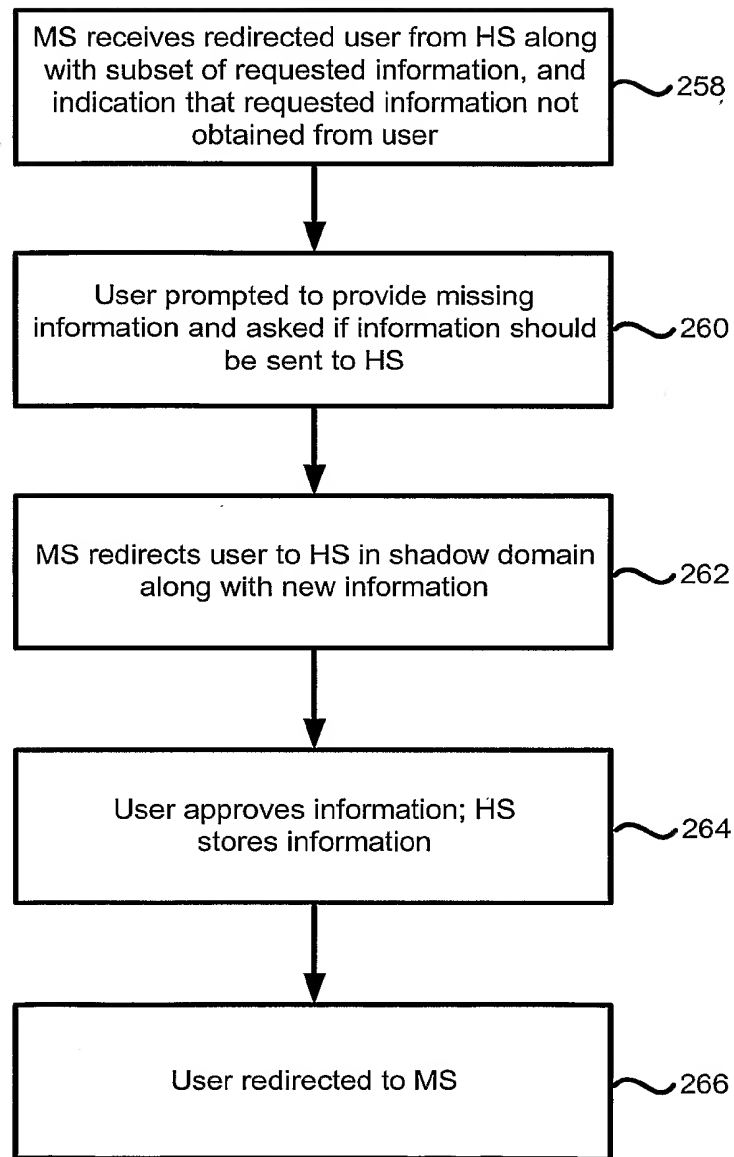 MS receives redirected user from HS along
with subset of requested information, and
indication that requested information not
obtained from user
258
User prompted to provide missing
information and asked if information should
be sent to HS
260
MS redirects user to HS in shadow domain
along with new information
262
User approves information; HS
stores information
264
User redirected to MS
266